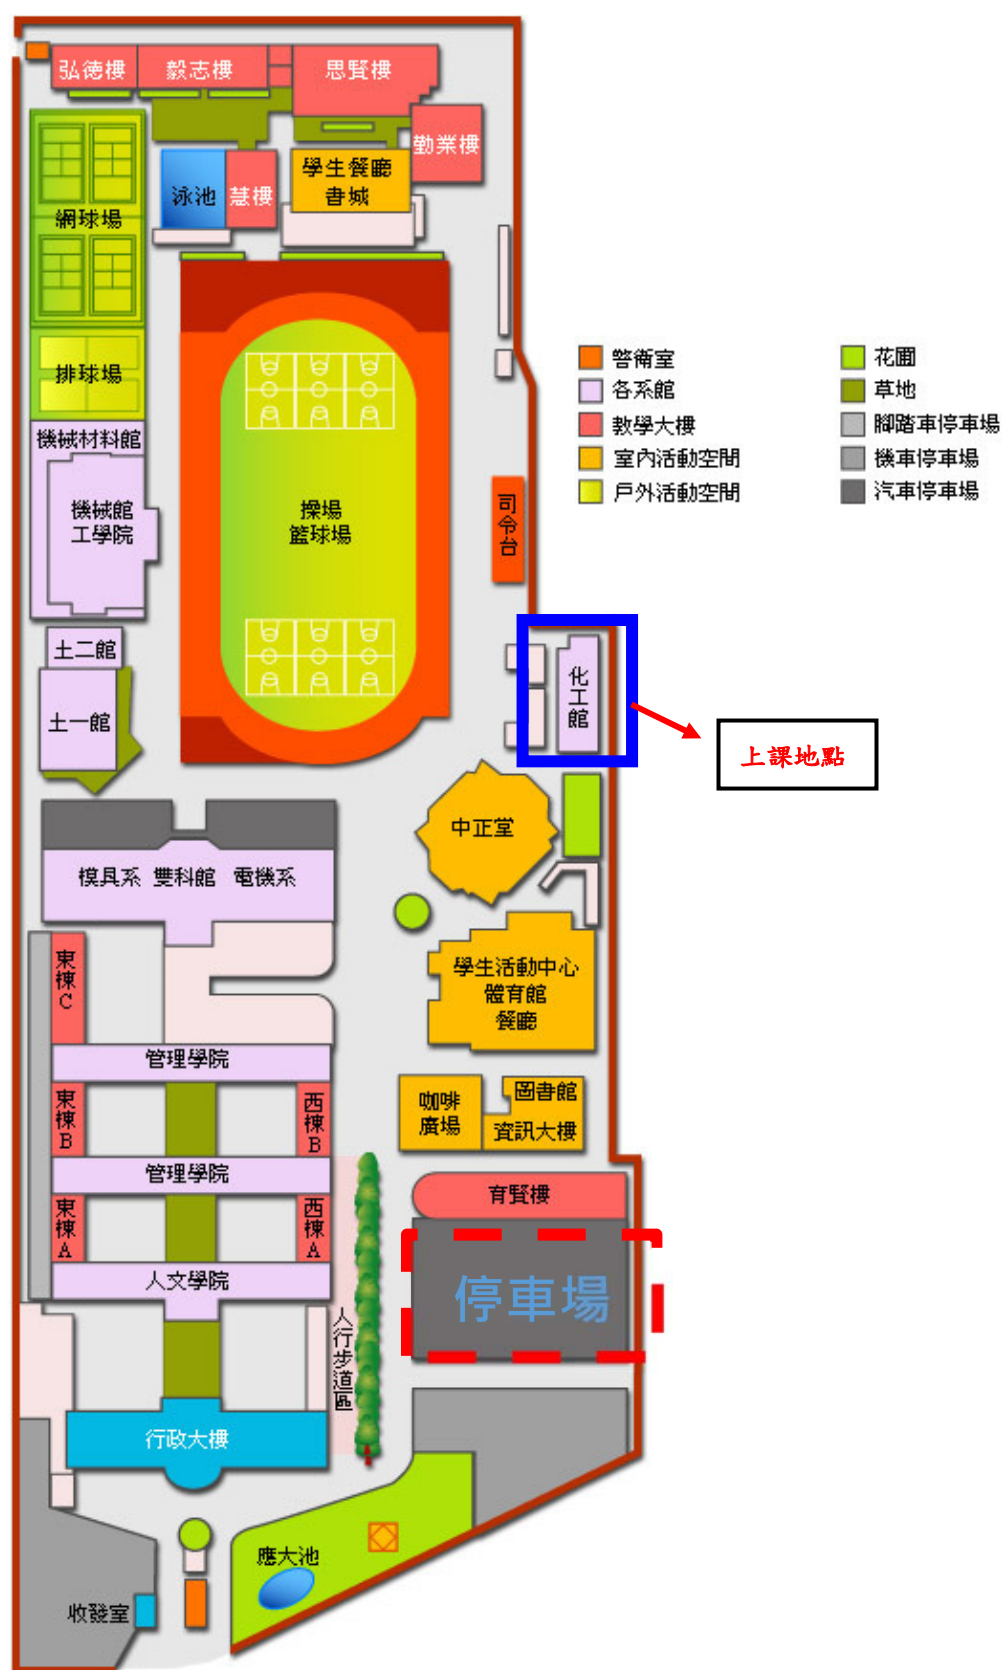 弘德樓
毅志樓
思賢樓
勤業樓
泳池
慧樓
學生餐廳
書城
網球場
排球場
機械材料館
機械館
工學院
操場
籃球場
司令台
警衛室
各系館
教學大樓
室內活動空間
戶外活動空間
花圃
草地
腳踏車停車場
機車停車場
汽車停車場
土二館
土一館
化工館
上課地點
中正堂
模具系 雙科館 電機系
東棟C
學生活動中心
體育館
餐廳
管理學院
東棟B
西棟B
咖啡
廣場
圖書館
資訊大樓
管理學院
東棟A
西棟A
育賢樓
停車場
人文學院
人行步道區
行政大樓
應大池
收發室